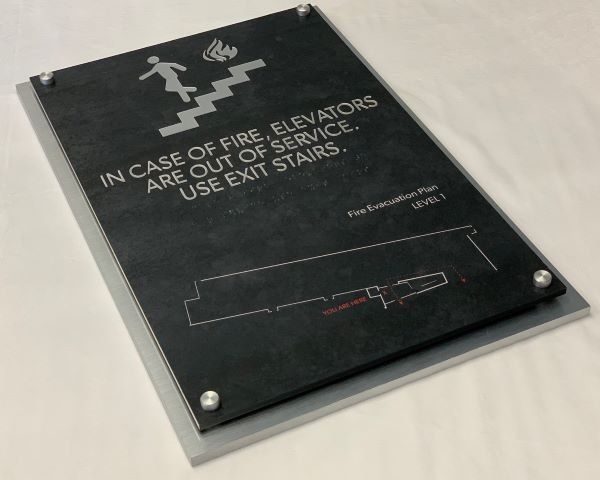 IN CASE OF FIRE, ELEVATORS
ARE OUT OF SERVICE.
USE EXIT STAIRS.
Fire Evacuation Plan
LEVEL 1
YOU ARE HERE
X